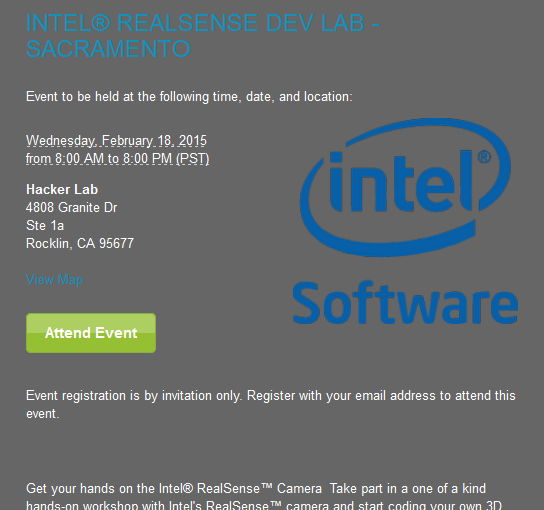 INTEL® REALSENSE DEV LAB -
SACRAMENTO
Event to be held at the following time, date, and location:
Wednesday, February 18, 2015
from 8:00 AM to 8:00 PM (PST)
Hacker Lab
4808 Granite Dr
Ste 1a
Rocklin, CA 95677
View Map
intel®
Software
Attend Event
Event registration is by invitation only. Register with your email address to attend this
event.
Get your hands on the Intel® RealSense™ Camera  Take part in a one of a kind
hands-on workshop with Intel's RealSense™ camera and start coding your own 3D